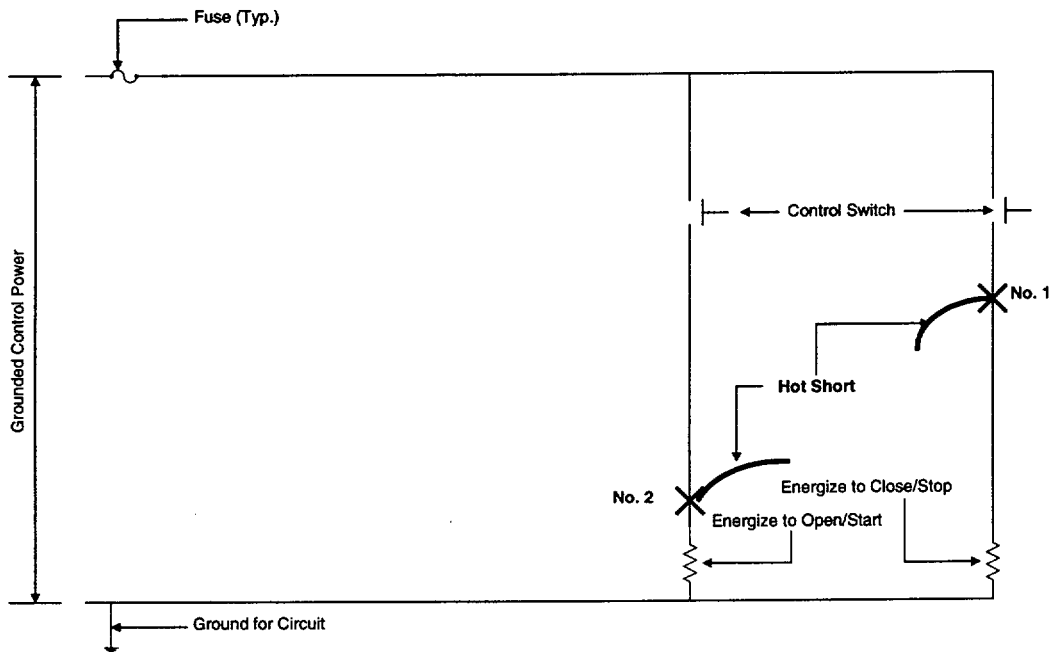 Fuse (Typ.)
Grounded Control Power
Control Switch
No. 1
Hot Short
No. 2
Energize to Close/Stop
Energize to Open/Start
Ground for Circuit